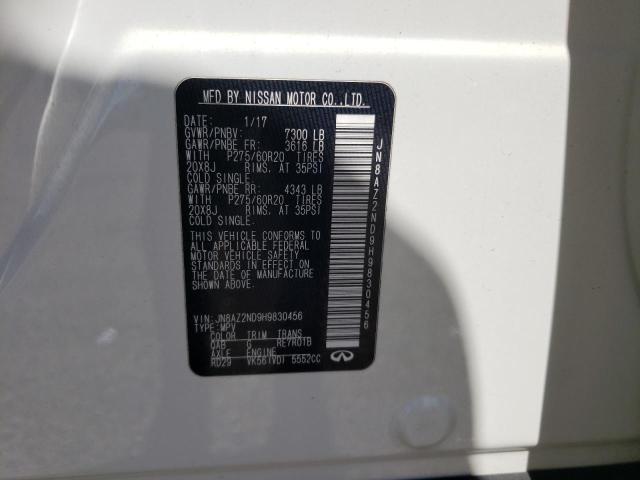 MFD BY NISSAN MOTOR CO.,LTD.
DATE: 1/17
GVWR/PNBV: 7300 LB
GAWR/PNBE FR: 3616 LB
WITH P275/60R20 TIRES
20X8J RIMS. AT 35PSI
COLD SINGLE.
GAWR/PNBE RR: 4343 LB
WITH P275/60R20 TIRES
20X8J RIMS. AT 35PSI
COLD SINGLE.
THIS VEHICLE CONFORMS TO
ALL APPLICABLE FEDERAL
MOTOR VEHICLE SAFETY
STANDARDS IN EFFECT ON
THE DATE OF MANUFACTURE
SHOWN ABOVE.
VIN: JN8AZ2ND9H9830456
TYPE: MPV
COLOR TRIM TRANS
QAB G RE7R01B
AXLE ENGINE
RD29 VK56(VD) 5552CC
JN8AZ2ND9H9830456